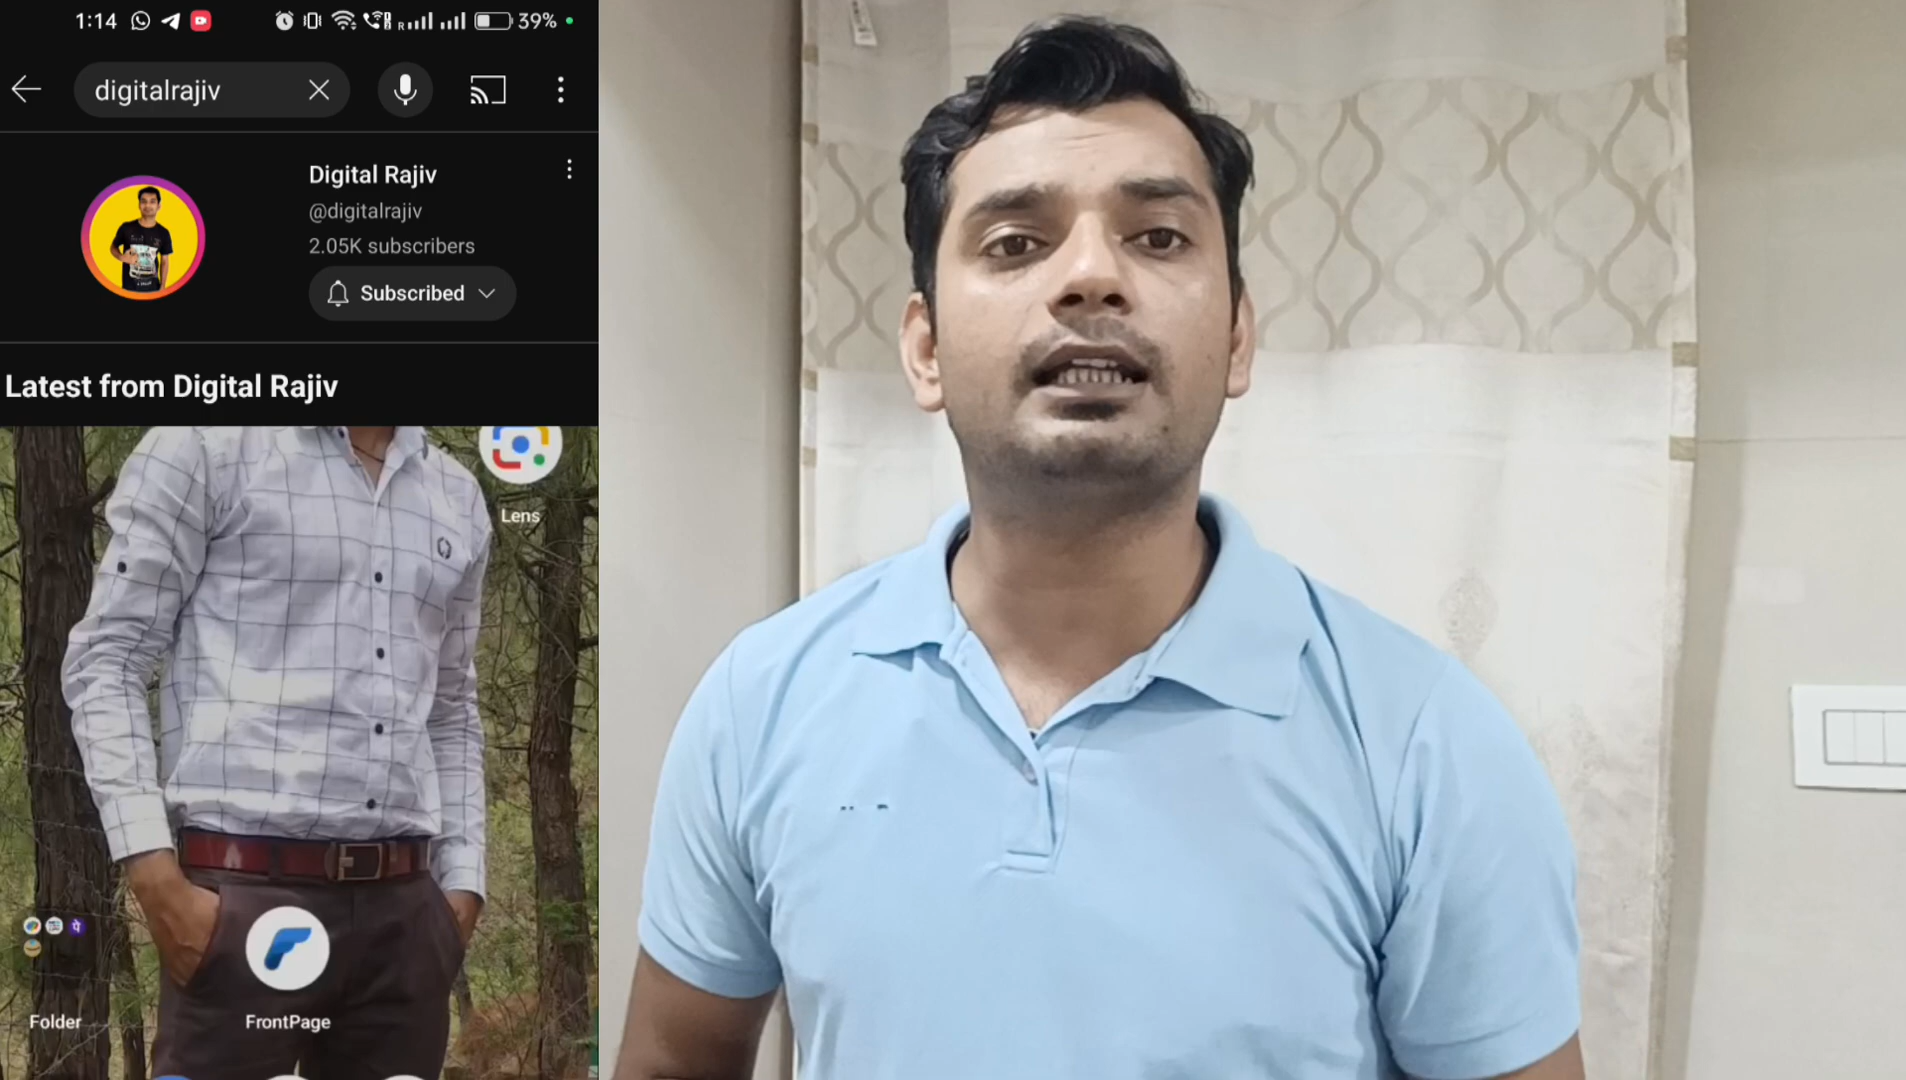 1:14
R
39%
digitalrajiv
Digital Rajiv
@digitalrajiv
2.05K subscribers
Subscribed
Latest from Digital Rajiv
Lens
Folder
FrontPage